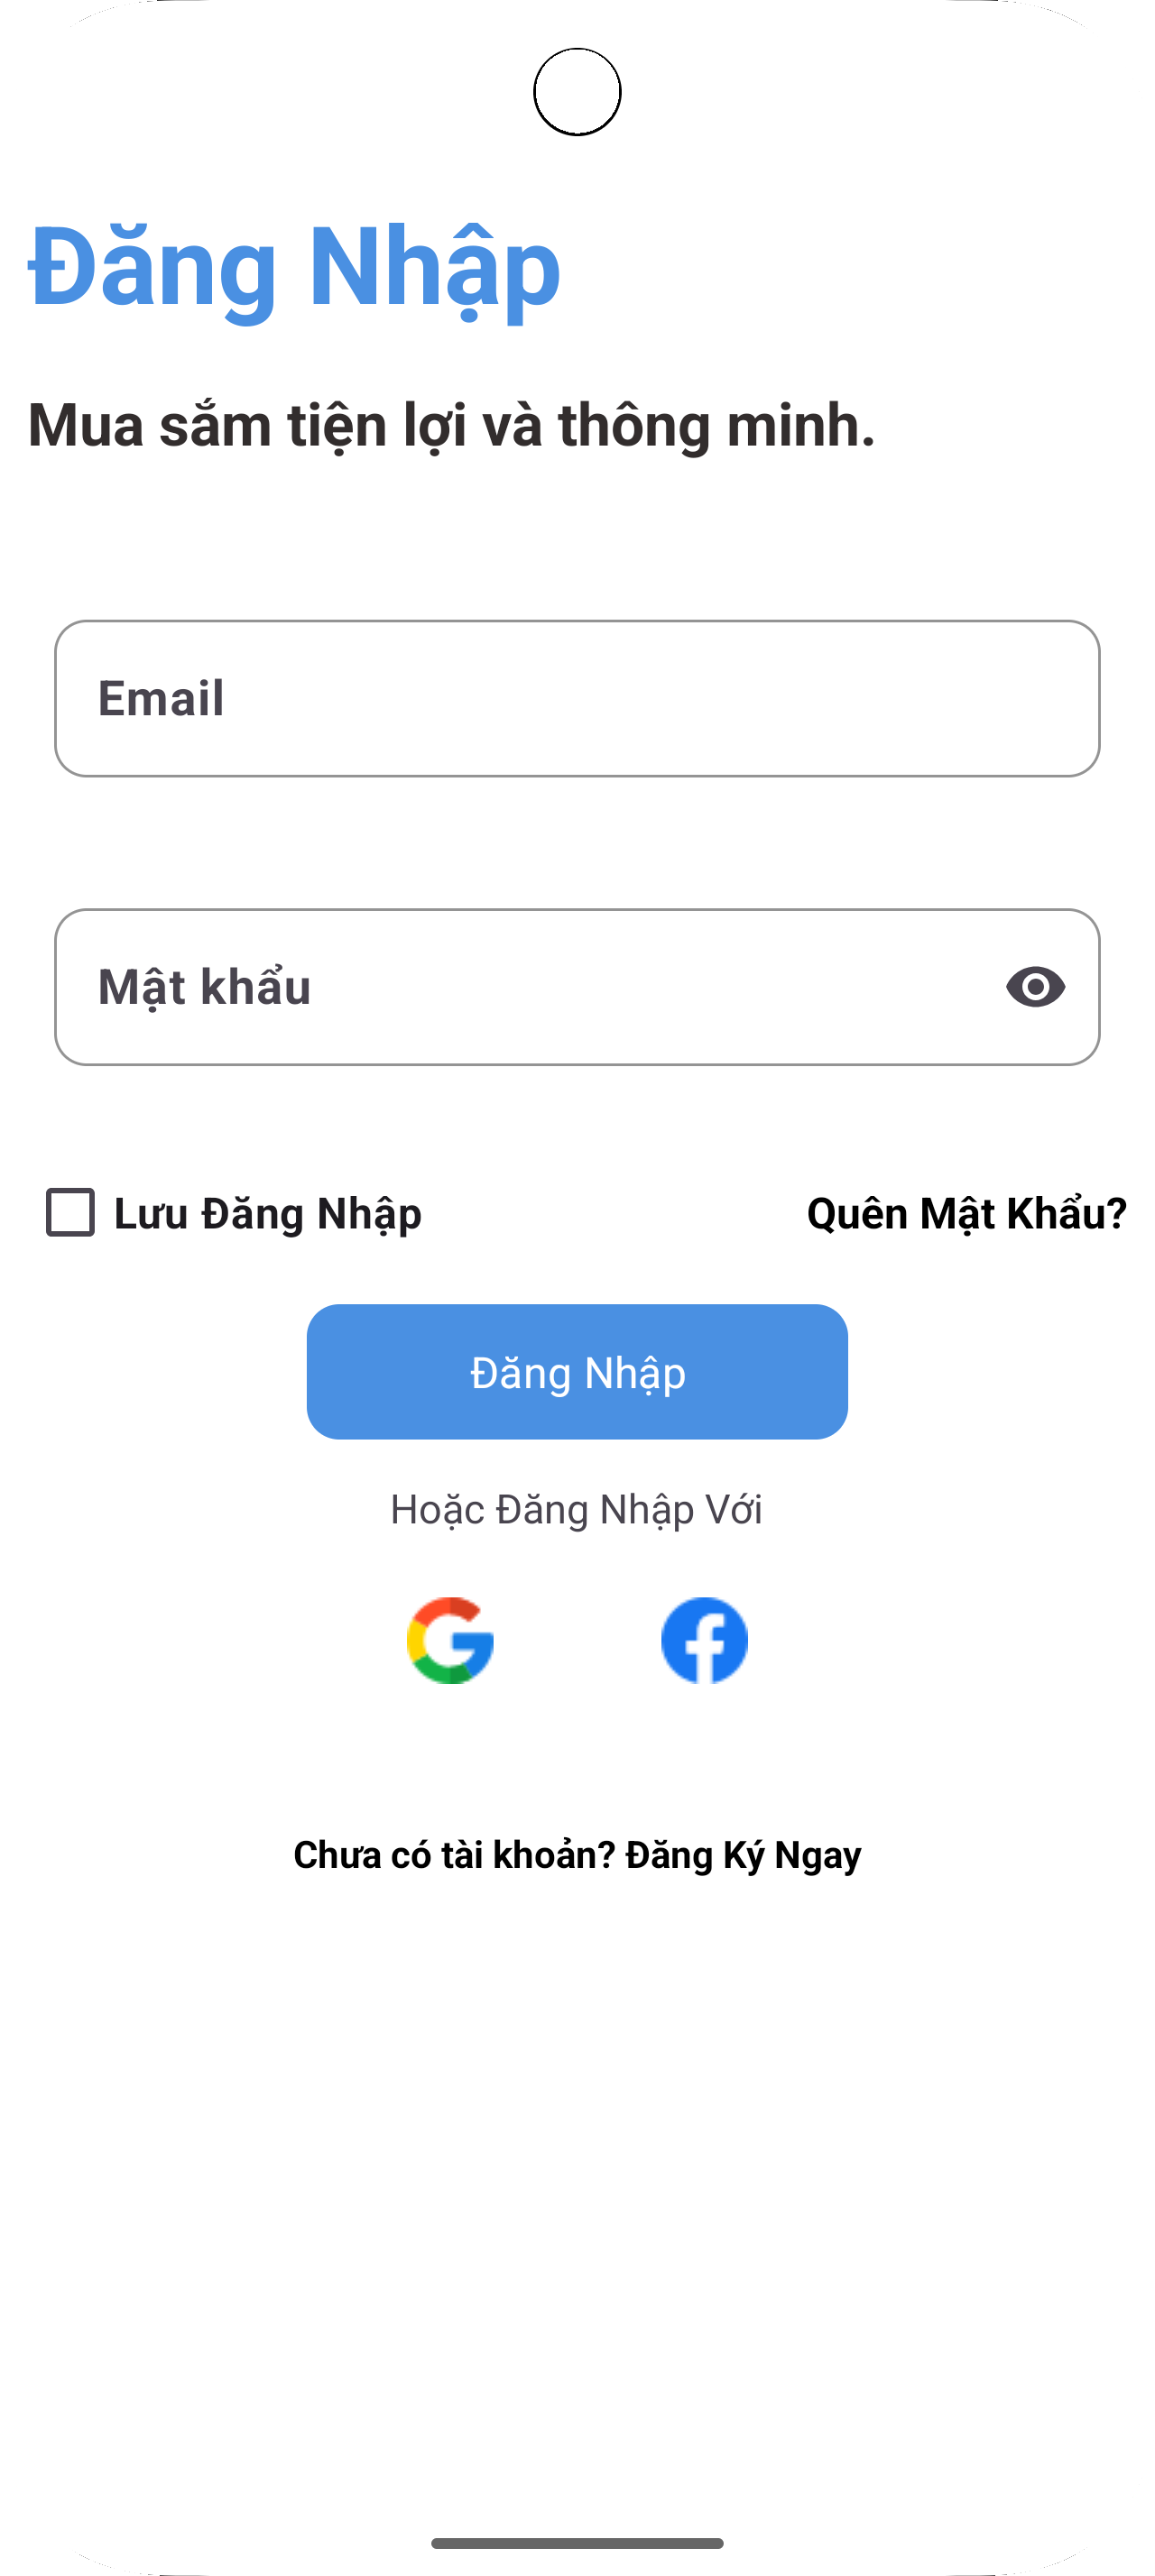 Đăng Nhập
Mua sắm tiện lợi và thông minh.
Email
Mật khẩu
Lưu Đăng Nhập
Quên Mật Khẩu?
Đăng Nhập
Hoặc Đăng Nhập Với
Chưa có tài khoản? Đăng Ký Ngay